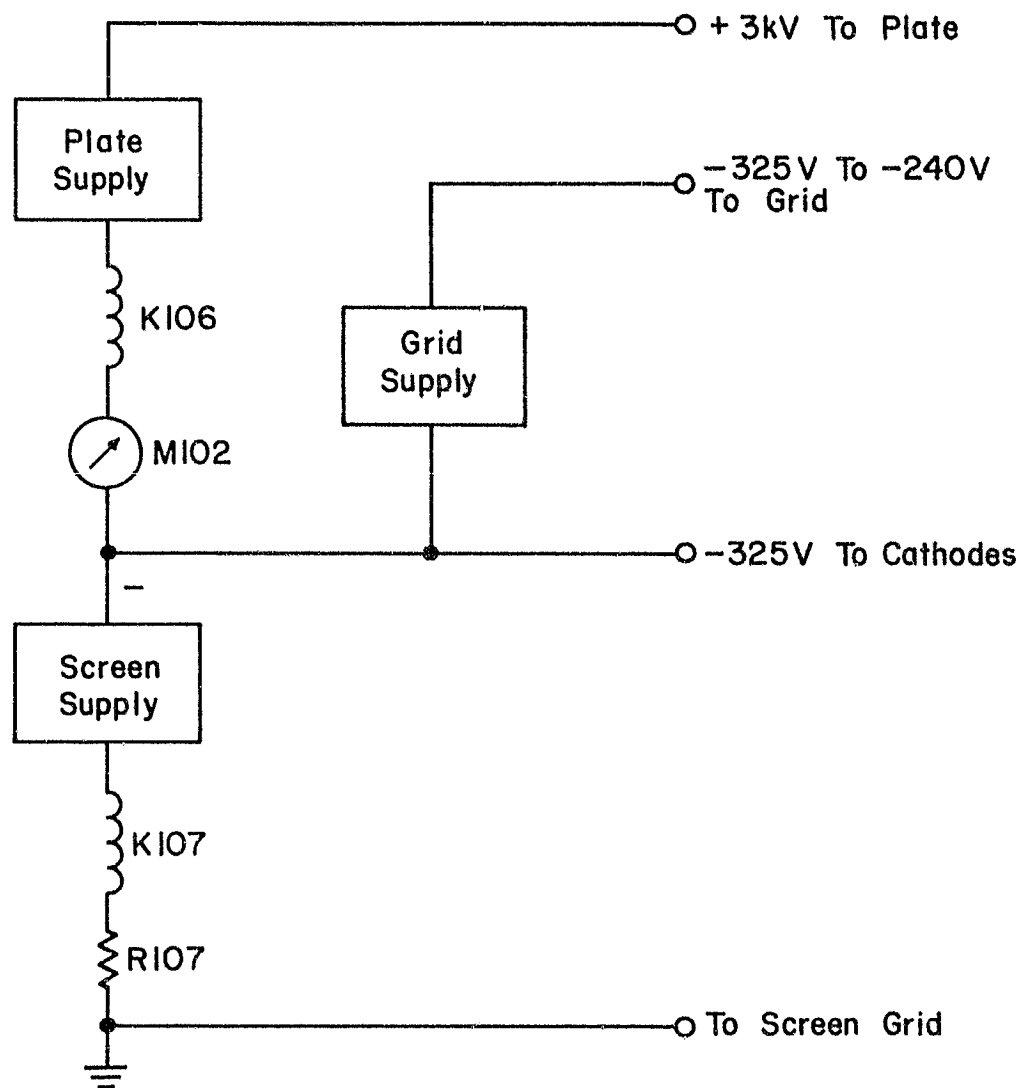 + 3kV To Plate
Plate
Supply
-325V To -240V
To Grid
K106
Grid
Supply
M102
-325V To Cathodes
-
Screen
Supply
K107
R107
To Screen Grid